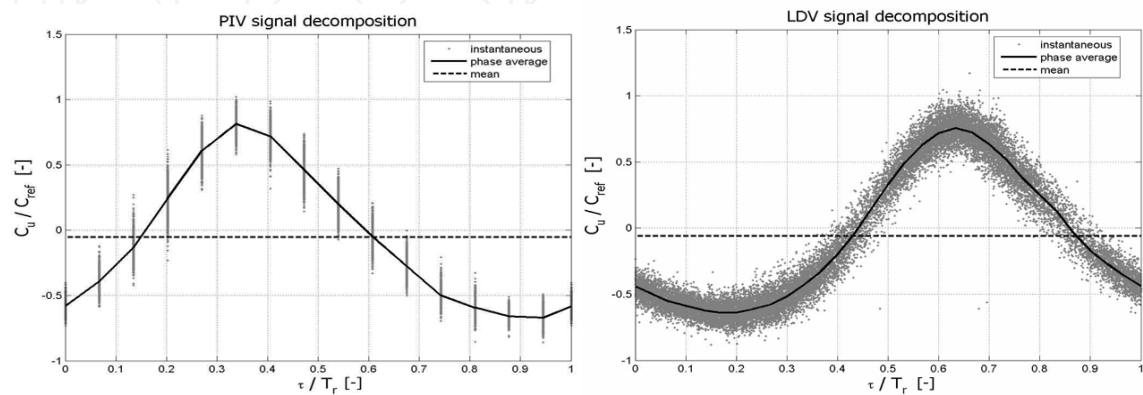 PIV signal decomposition
1.5
1
0.5
0
-0.5
-1
C_u / C_ref [-]
instantaneous
phase average
mean
0 0.1 0.2 0.3 0.4 0.5 0.6 0.7 0.8 0.9 1
τ / T_r [-]
LDV signal decomposition
1.5
1
0.5
0
-0.5
-1
C_u / C_ref [-]
instantaneous
phase average
mean
0 0.1 0.2 0.3 0.4 0.5 0.6 0.7 0.8 0.9 1
τ / T_r [-]